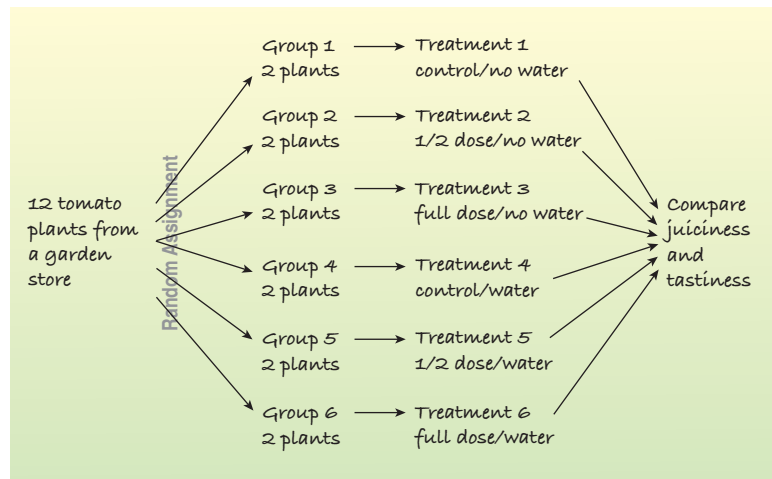 12 tomato
plants from
a garden
store
Random Assignment
Group 1
2 plants
Treatment 1
control/no water
Group 2
2 plants
Treatment 2
1/2 dose/no water
Group 3
2 plants
Treatment 3
full dose/no water
Group 4
2 plants
Treatment 4
control/water
Group 5
2 plants
Treatment 5
1/2 dose/water
Group 6
2 plants
Treatment 6
full dose/water
Compare
juiciness
and
tastiness